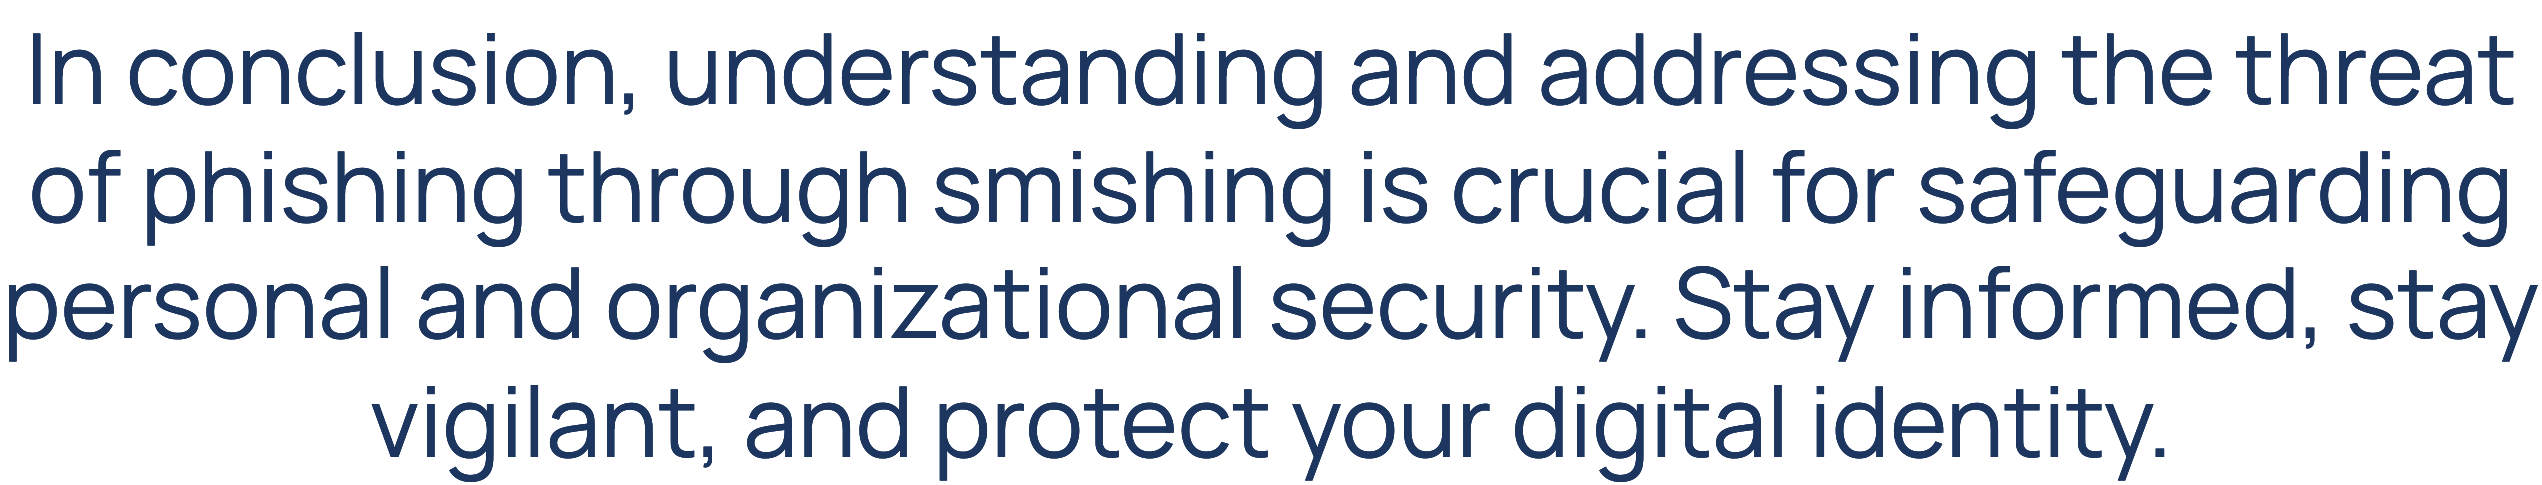 In conclusion, understanding and addressing the threat
of phishing through smishing is crucial for safeguarding
personal and organizational security. Stay informed, stay
vigilant, and protect your digital identity.